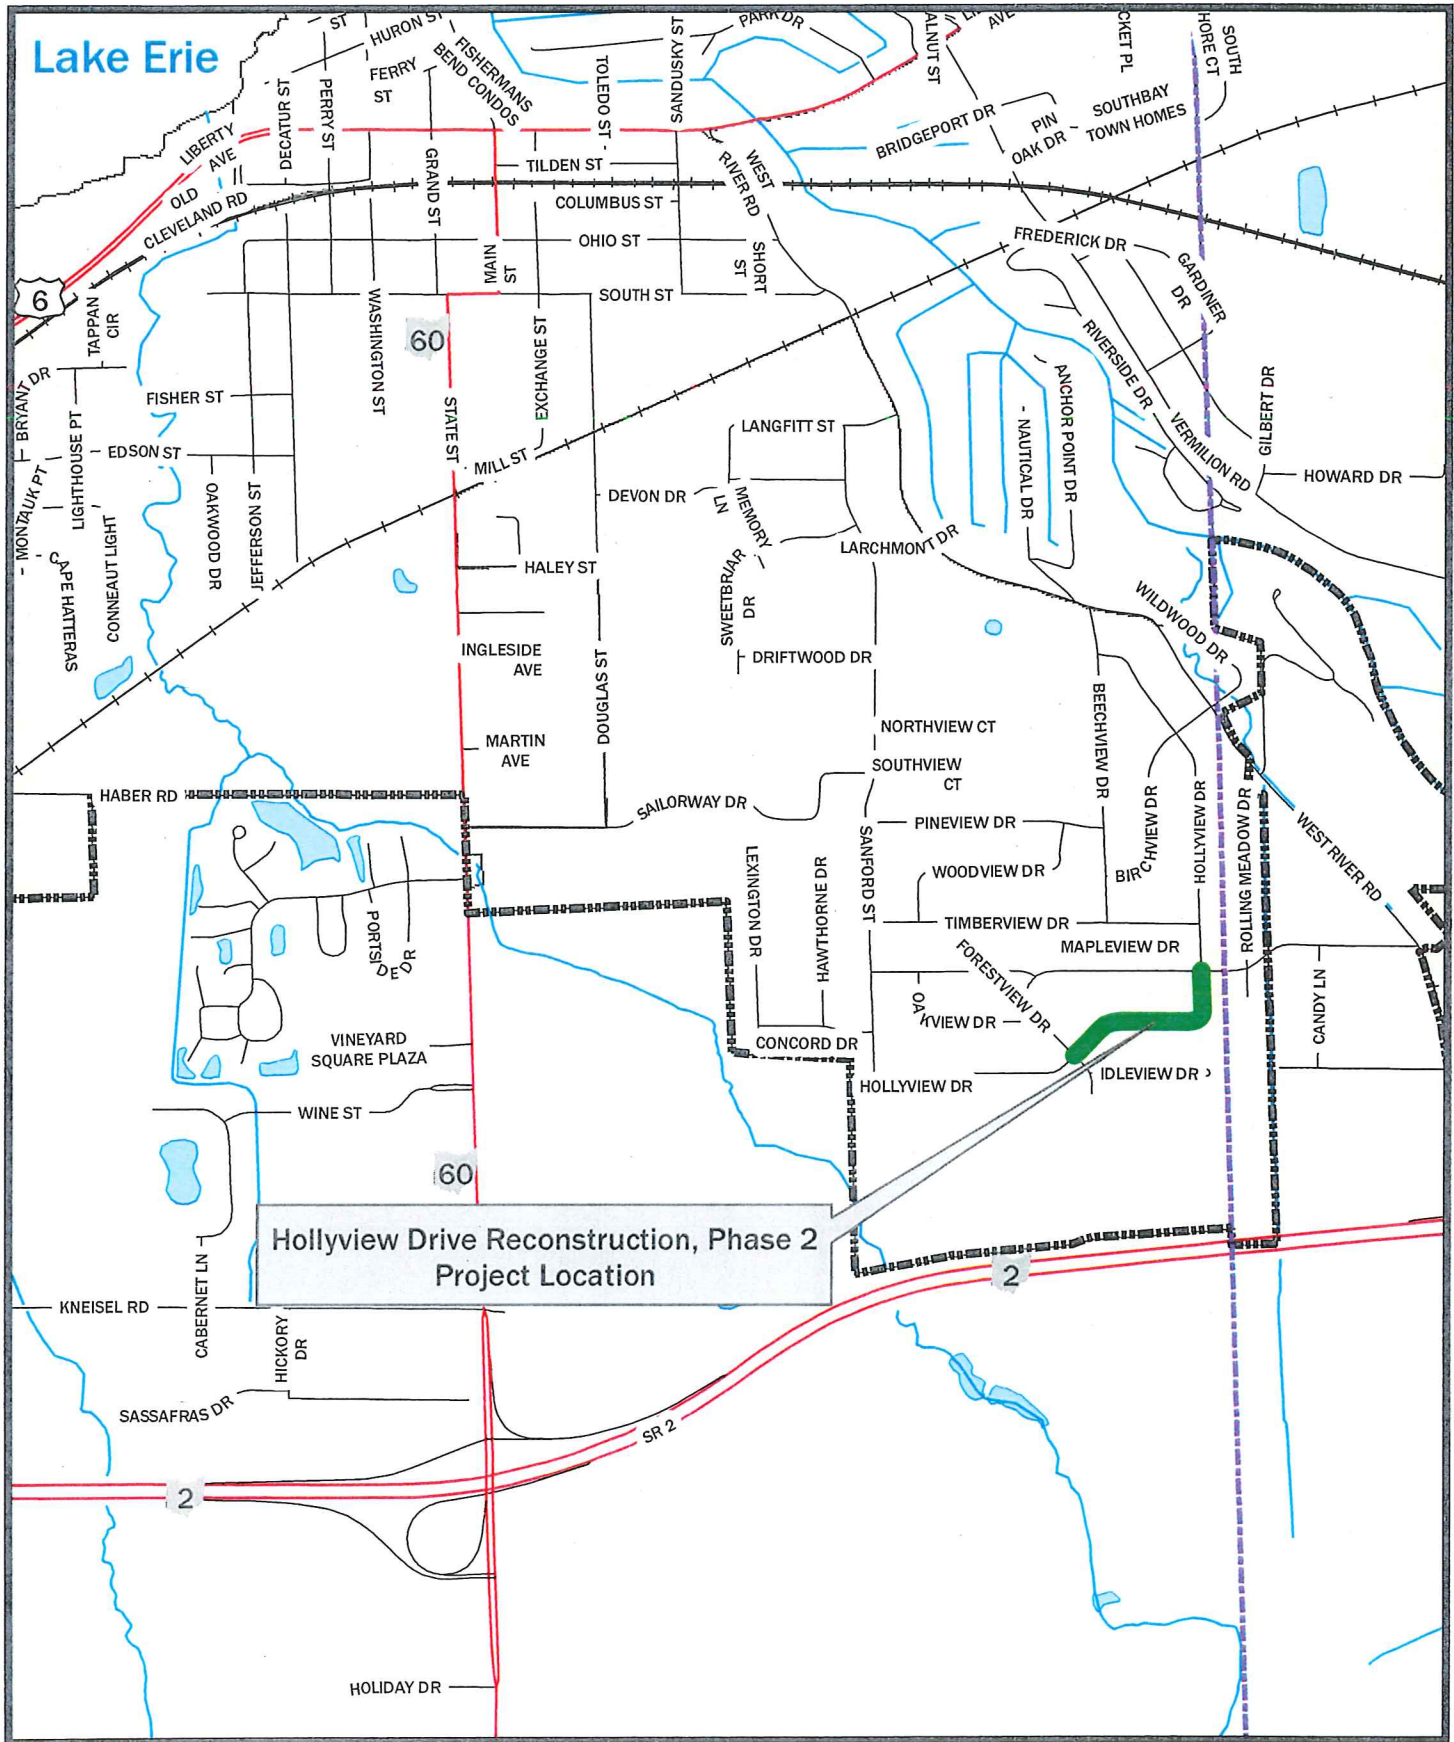 Lake Erie
ST
HURON ST
FISHERMANS
BEND CONDOS
FERRY
ST
DECATUR ST
PERRY ST
TOLEDO ST
SANDUSKY ST
PARK DR
ALNUT ST
AVE
CKET PL
SOUTH
HORE CT
BRIDGEPORT DR
PIN
OAK DR
SOUTHBAY
TOWN HOMES
LIBERTY
AVE
OLD
CLEVELAND RD
GRAND ST
TILDEN ST
WEST
RIVER RD
COLUMBUS ST
OHIO ST
MAIN
ST
SHORT
ST
FREDERICK DR
GARDINER
DR
6
TAPPAN
CIR
WASHINGTON ST
SOUTH ST
60
EXCHANGE ST
RIVERSIDE DR
BRYANT DR
FISHER ST
STATE ST
ANCHOR POINT DR
NAUTICAL DR
GILBERT DR
LIGHTHOUSE PT
LANGFITT ST
VERMILION RD
EDSON ST
MILL ST
HOWARD DR
MONTAUK PT
OAKWOOD DR
JEFFERSON ST
DEVON DR
MEMORY
LN
CAPE HATTERAS
CONNEAUT LIGHT
LARCHMONT DR
HALEY ST
SWEETBRIAR
DR
WILDWOOD DR
INGLESIDE
AVE
DOUGLAS ST
DRIFTWOOD DR
BEECHVIEW DR
NORTHVIEW CT
MARTIN
AVE
SOUTHVIEW
CT
HABER RD
SAILORWAY DR
SANFORD ST
PINEVIEW DR
BIRCHVIEW DR
HOLLYVIEW DR
ROLLING MEADOW DR
WEST RIVER RD
LEXINGTON DR
HAWTHORNE DR
WOODVIEW DR
PORTSIDE DR
TIMBERVIEW DR
MAPLEVIEW DR
FORESTVIEW DR
OAKVIEW DR
CANDY LN
VINEYARD
SQUARE PLAZA
CONCORD DR
HOLLYVIEW DR
IDLEVIEW DR
WINE ST
60
Hollyview Drive Reconstruction, Phase 2
Project Location
2
KNEISEL RD
CABERNET LN
HICKORY
DR
SASSAFRAS DR
SR 2
2
HOLIDAY DR